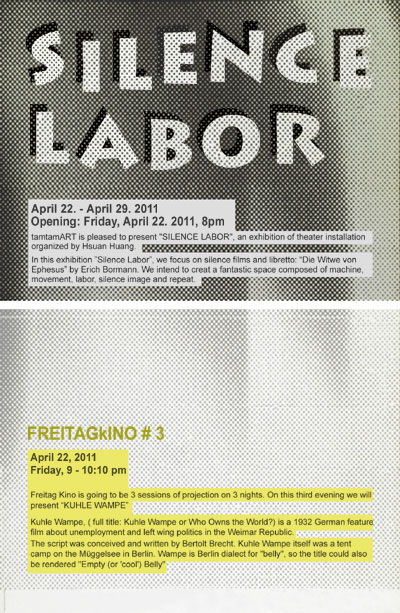 SILENCE
LABOR
April 22. - April 29. 2011
Opening: Friday, April 22. 2011, 8pm
tamtamART is pleased to present "SILENCE LABOR", an exhibition of theater installation
organized by Hsuan Huang.
In this exhibition "Silence Labor", we focus on silence films and libretto: "Die Witwe von
Ephesus" by Erich Bormann. We intend to creat a fantastic space composed of machine,
movement, labor, silence image and repeat.
FREITAGkINO # 3
April 22, 2011
Friday, 9 - 10:10 pm
Freitag Kino is going to be 3 sessions of projection on 3 nights. On this third evening we will
present "KUHLE WAMPE"
Kuhle Wampe, ( full title: Kuhle Wampe or Who Owns the World?) is a 1932 German feature
film about unemployment and left wing politics in the Weimar Republic.
The script was conceived and written by Bertolt Brecht. Kuhle Wampe itself was a tent
camp on the Müggelsee in Berlin. Wampe is Berlin dialect for "belly", so the title could also
be rendered "Empty (or 'cool') Belly"